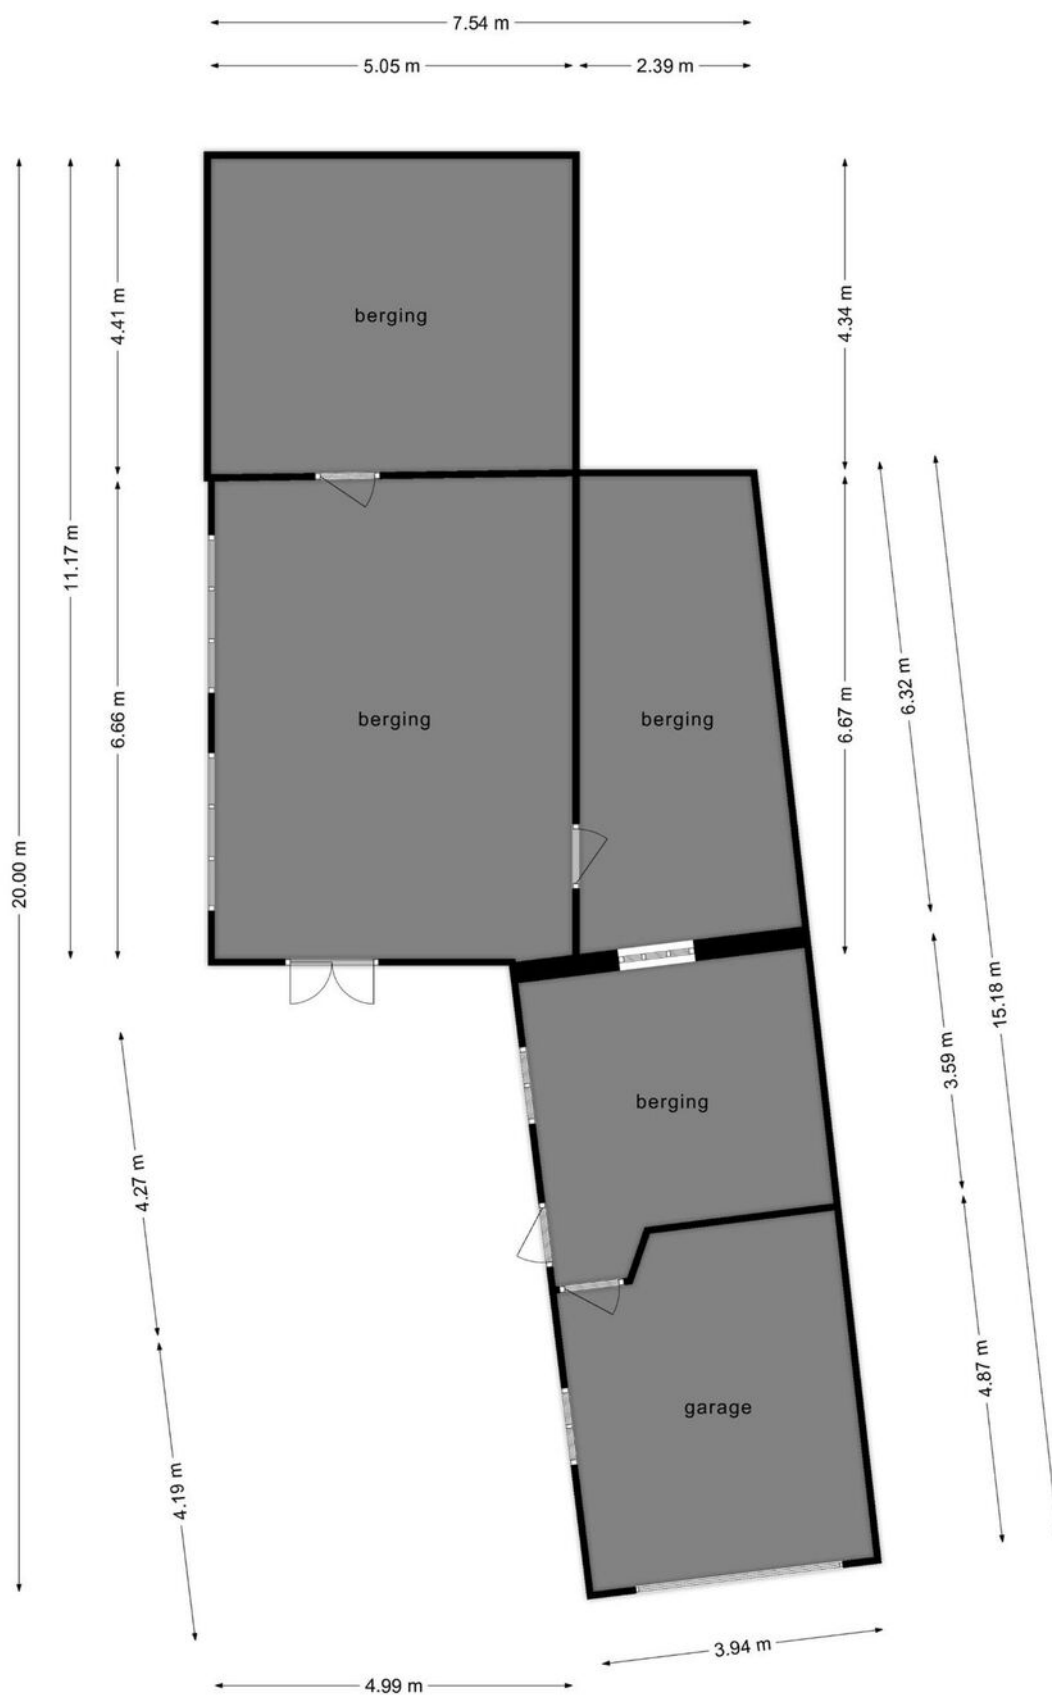 7.54 m
5.05 m
2.39 m
4.41 m
4.34 m
berging
11.17 m
6.66 m
6.67 m
6.32 m
berging
berging
20.00 m
15.18 m
3.59 m
berging
4.27 m
4.87 m
garage
4.19 m
3.94 m
4.99 m